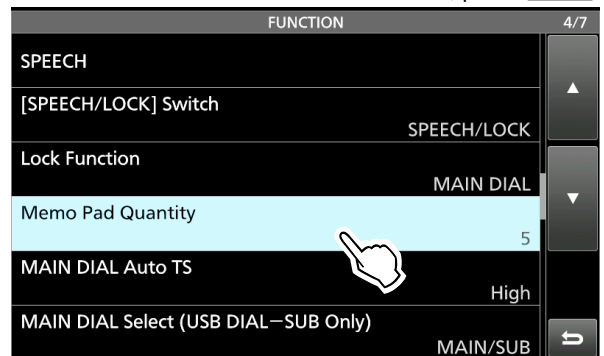 FUNCTION 4/7
SPEECH
[SPEECH/LOCK] Switch
SPEECH/LOCK
Lock Function
MAIN DIAL
Memo Pad Quantity
5
MAIN DIAL Auto TS
High
MAIN DIAL Select (USB DIAL−SUB Only)
MAIN/SUB